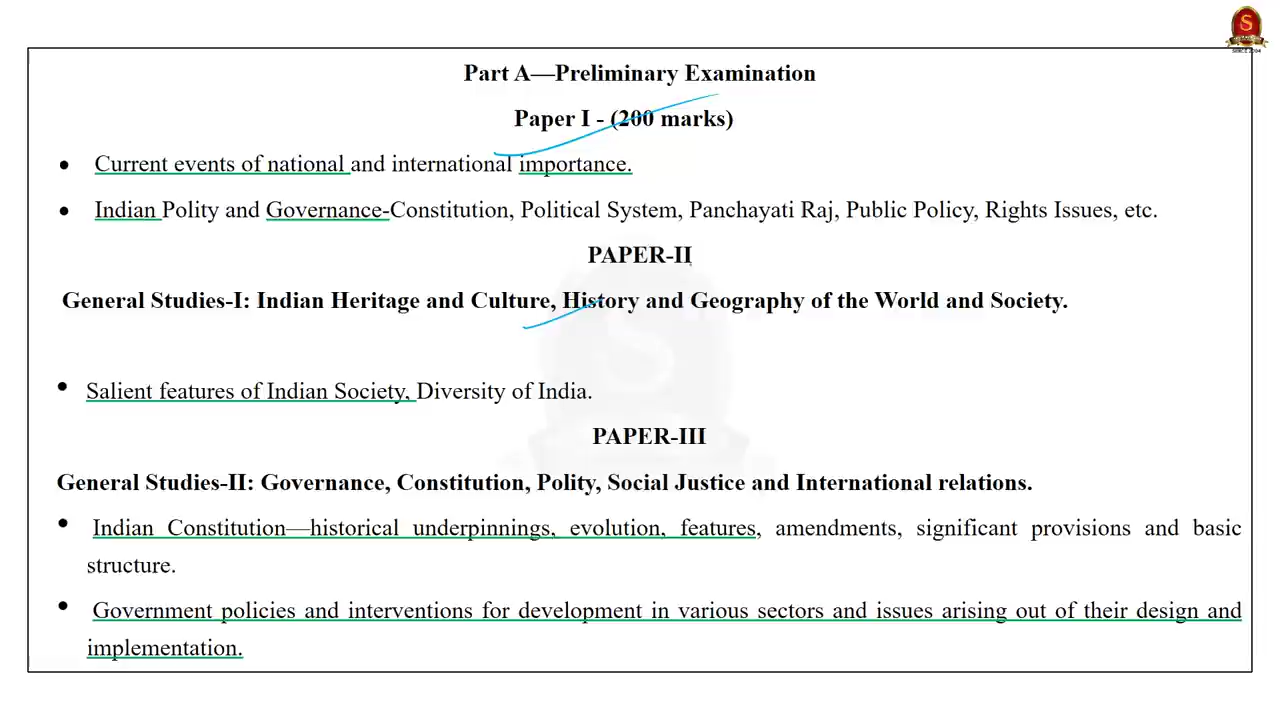 S
SINCE 2004
Part A—Preliminary Examination
Paper I - (200 marks)
• Current events of national and international importance.
• Indian Polity and Governance-Constitution, Political System, Panchayati Raj, Public Policy, Rights Issues, etc.
PAPER-II
General Studies-I: Indian Heritage and Culture, History and Geography of the World and Society.
• Salient features of Indian Society, Diversity of India.
PAPER-III
General Studies-II: Governance, Constitution, Polity, Social Justice and International relations.
• Indian Constitution—historical underpinnings, evolution, features, amendments, significant provisions and basic
structure.
• Government policies and interventions for development in various sectors and issues arising out of their design and
implementation.